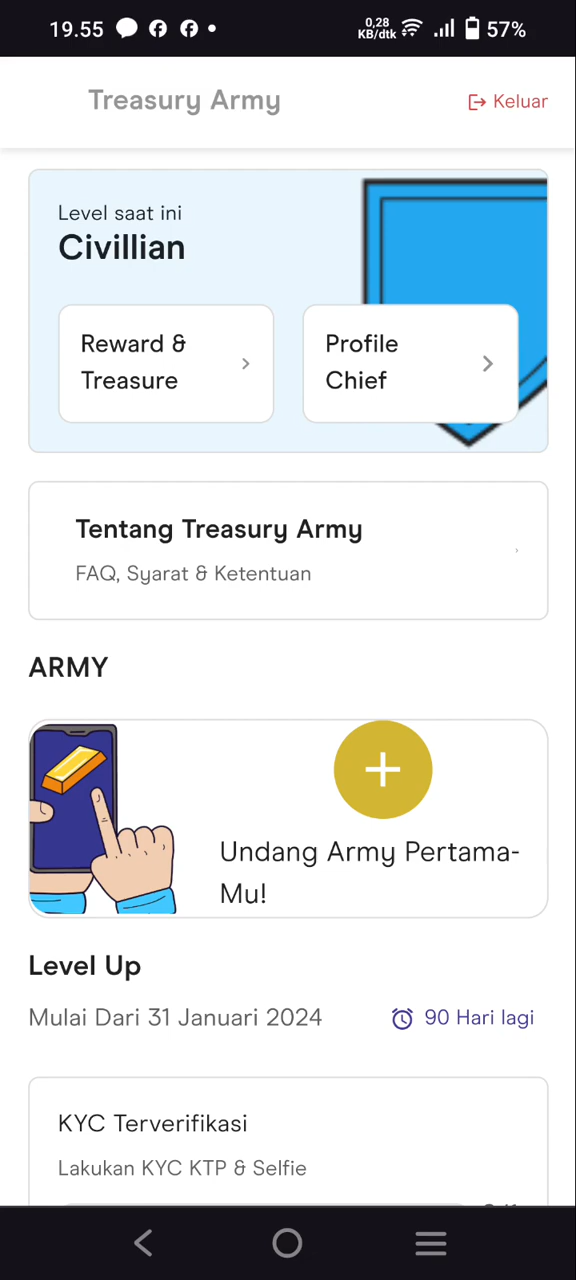 19.55
0,28
KB/dtk
57%
Treasury Army
Keluar
Level saat ini
Civillian
Reward &
Treasure
Profile
Chief
Tentang Treasury Army
FAQ, Syarat & Ketentuan
ARMY
Undang Army Pertama-
Mu!
Level Up
Mulai Dari 31 Januari 2024
90 Hari lagi
KYC Terverifikasi
Lakukan KYC KTP & Selfie